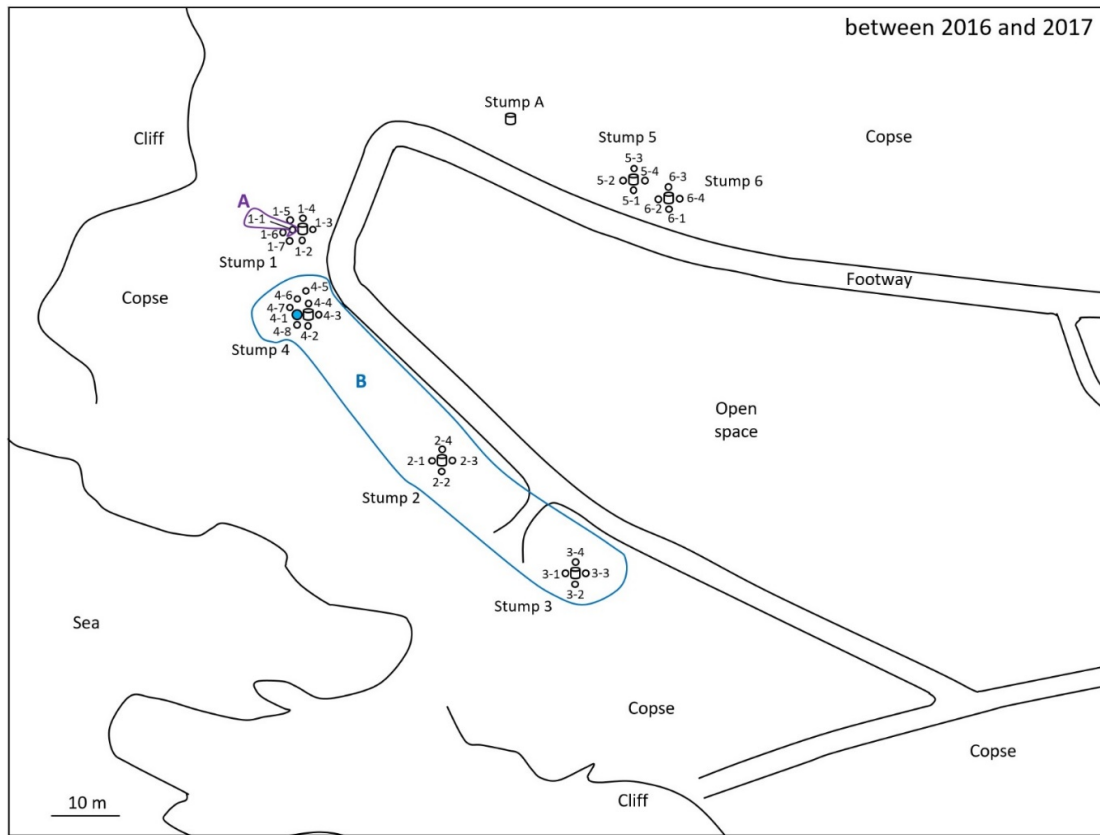 between 2016 and 2017
Stump A
Cliff
Stump 5
Copse
5-3
5-2
5-4
5-1
Stump 6
6-3
6-2
6-4
6-1
A
1-5
1-4
1-1
1-3
1-6
1-7
1-2
Stump 1
Footway
Copse
4-5
4-6
4-4
4-7
4-1
4-3
4-8
4-2
Stump 4
B
Open
space
2-4
2-1
2-3
2-2
Stump 2
3-4
3-1
3-3
3-2
Stump 3
Sea
Copse
Copse
10 m
Cliff